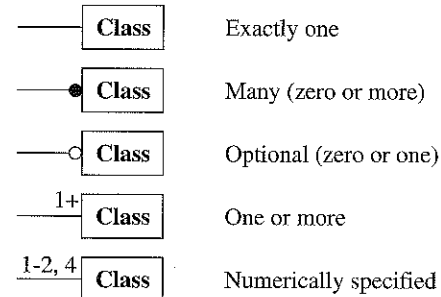 Class Exactly one
Class Many (zero or more)
Class Optional (zero or one)
1+ Class One or more
1-2, 4 Class Numerically specified